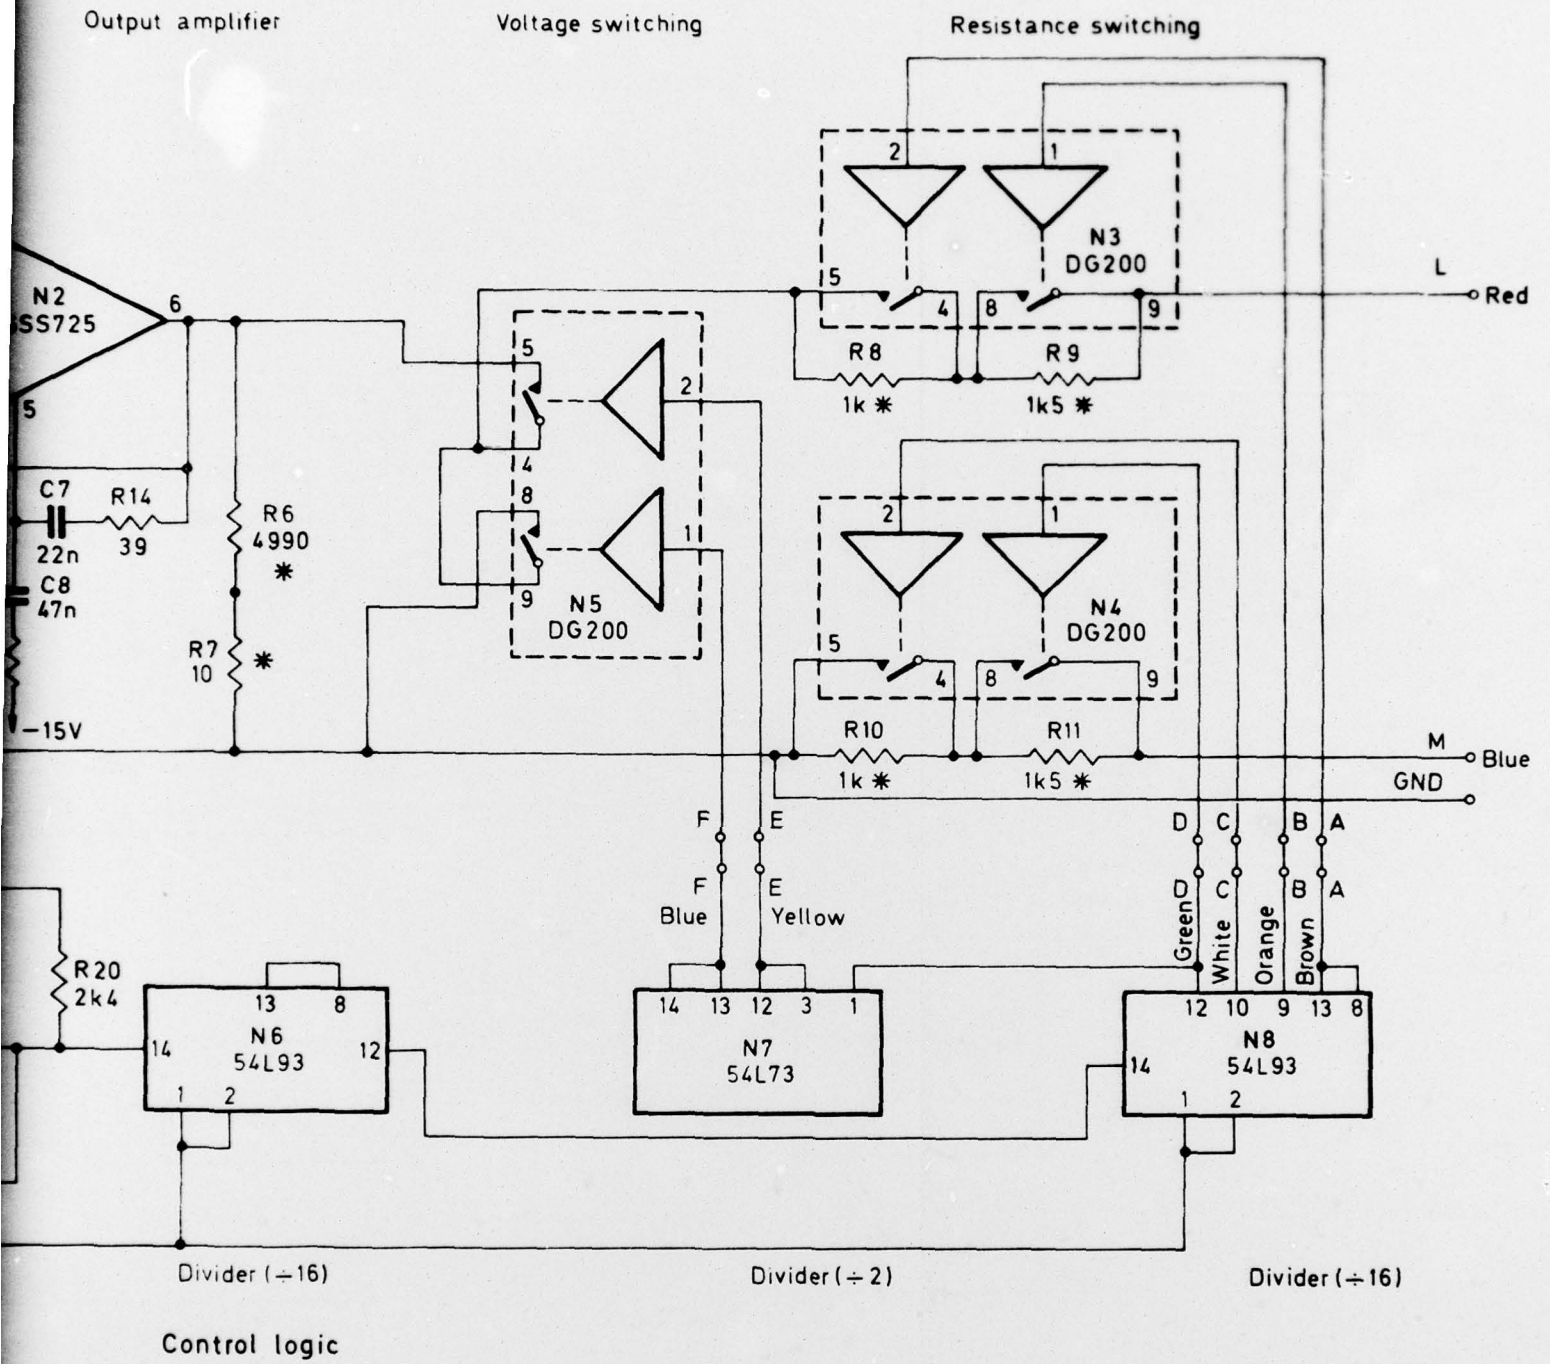 Output amplifier Voltage switching Resistance switching
2 1
N3
DG200
L
Red
5 4 8 9
N2 6
SS725
5
5
2
4
8
1
9
N5
DG200
R8 R9
1k * 1k5 *
C7 R14
22n 39
C8
47n
R6
4990
*
R7
10 *
-15V
2 1
N4
DG200
5 4 8 9
R10 R11
1k * 1k5 *
M
Blue
GND
F E D C B A
F E D C B A
Blue Yellow Green White Orange Brown
R20
2k4
13 8
N6
54L93
14 12
1 2
14 13 12 3 1
N7
54L73
12 10 9 13 8
N8
54L93
14
1 2
Divider (÷16) Divider (÷2) Divider (÷16)
Control logic